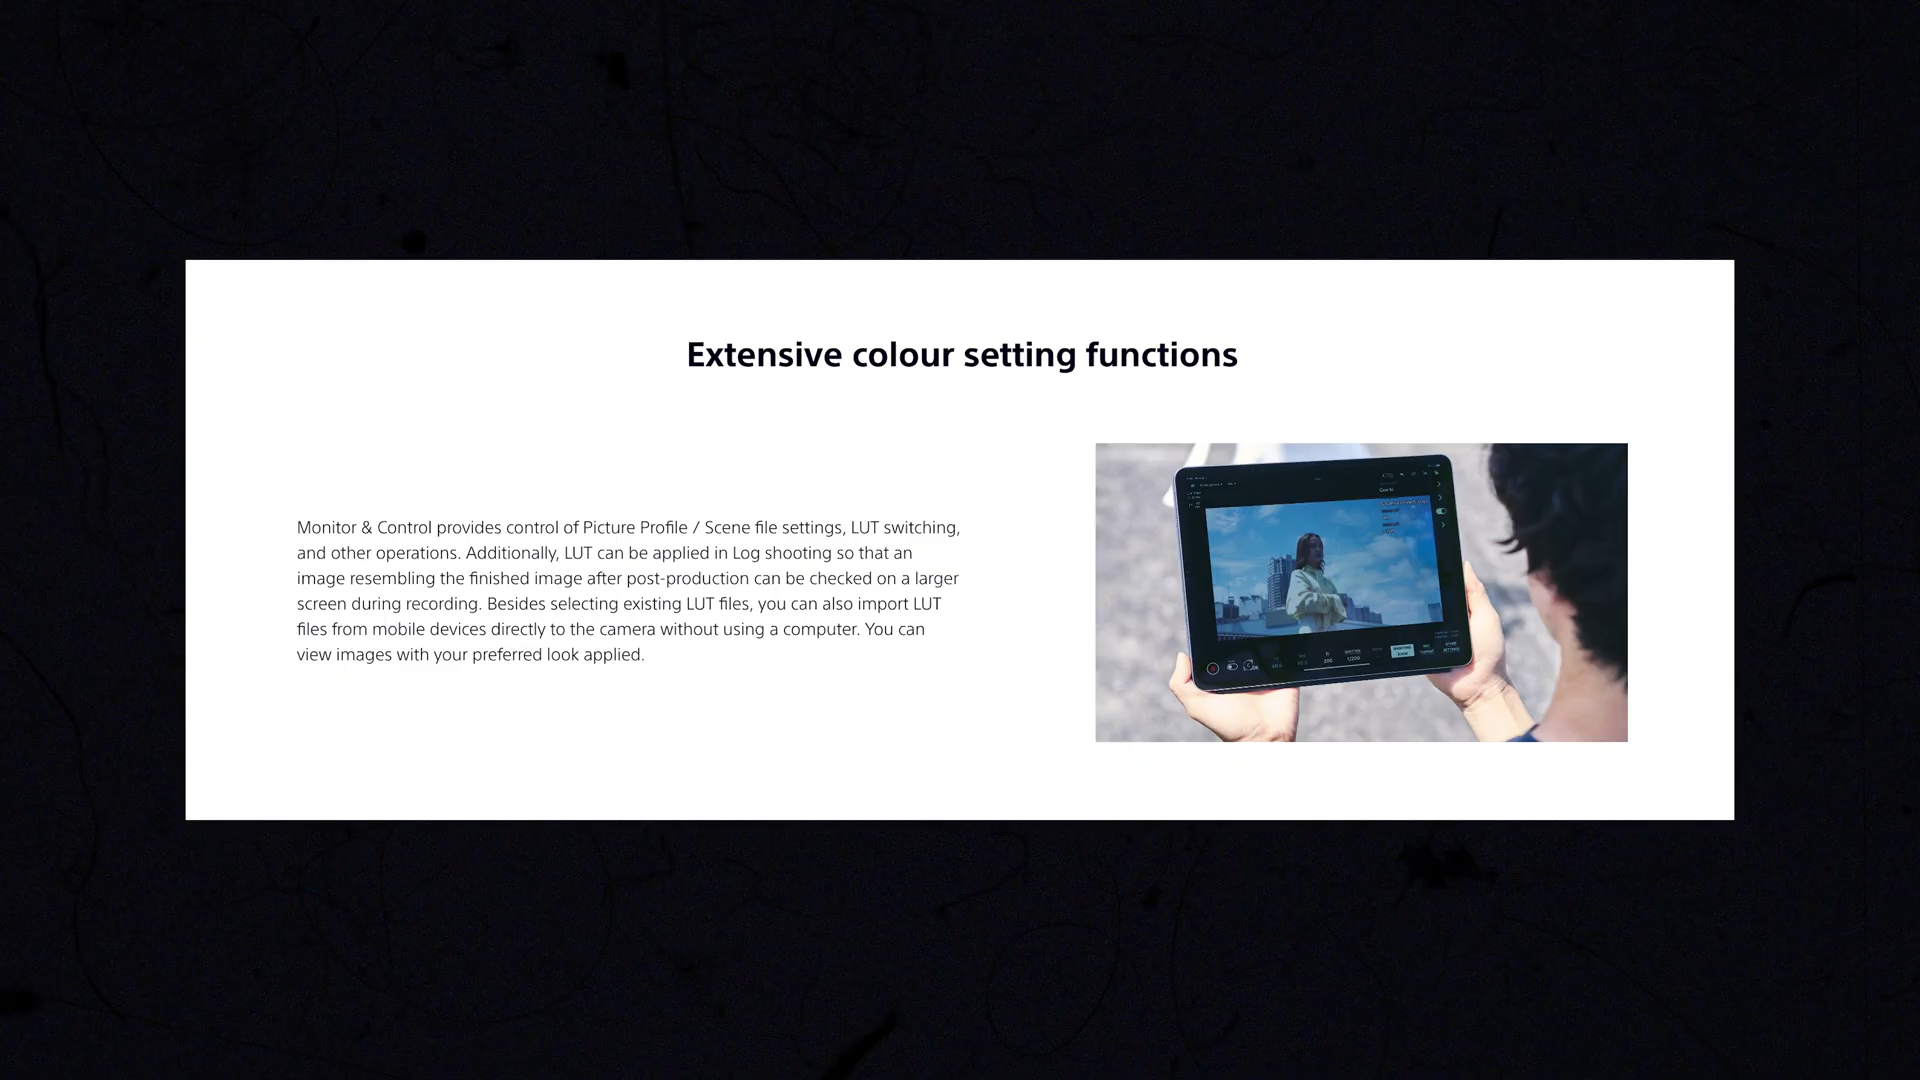 Extensive colour setting functions
Monitor & Control provides control of Picture Profile / Scene file settings, LUT switching,
and other operations. Additionally, LUT can be applied in Log shooting so that an
image resembling the finished image after post-production can be checked on a larger
screen during recording. Besides selecting existing LUT files, you can also import LUT
files from mobile devices directly to the camera without using a computer. You can
view images with your preferred look applied.